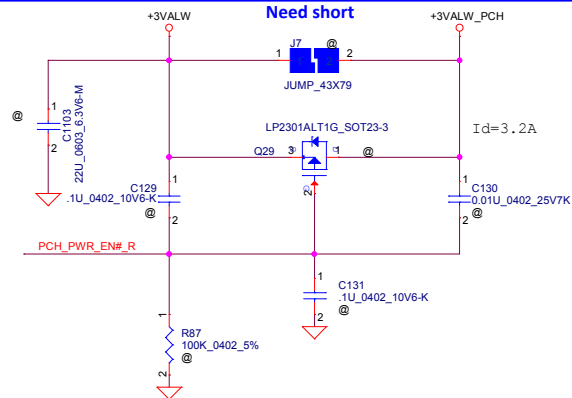 Need short
+3VALW
+3VALW_PCH
J7
@
1
2
JUMP_43X79
@
1
2
C1103
22U_0603_6.3V6-M
LP2301ALT1G_SOT23-3
Id=3.2A
Q29
3
1
@
2
C129
.1U_0402_10V6-K
@
1
2
1
C130
0.01U_0402_25V7K
@
2
PCH_PWR_EN#_R
1
C131
.1U_0402_10V6-K
@
2
1
R87
100K_0402_5%
@
2